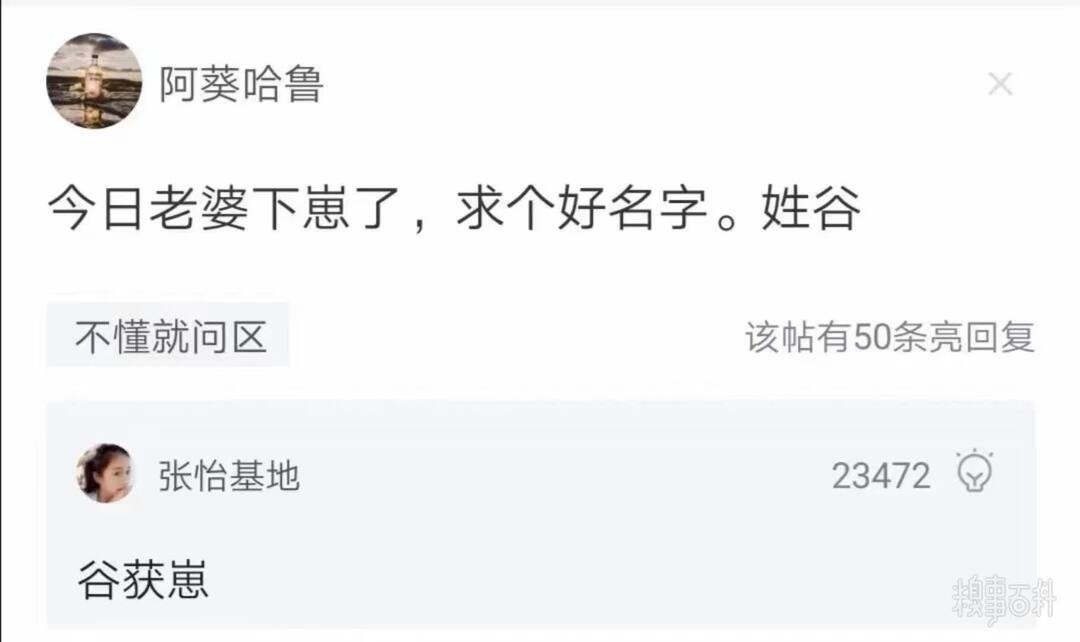 阿葵哈鲁
今日老婆下崽了，求个好名字。姓谷
不懂就问区
该帖有50条亮回复
张怡基地
23472
谷获崽
糗事百科